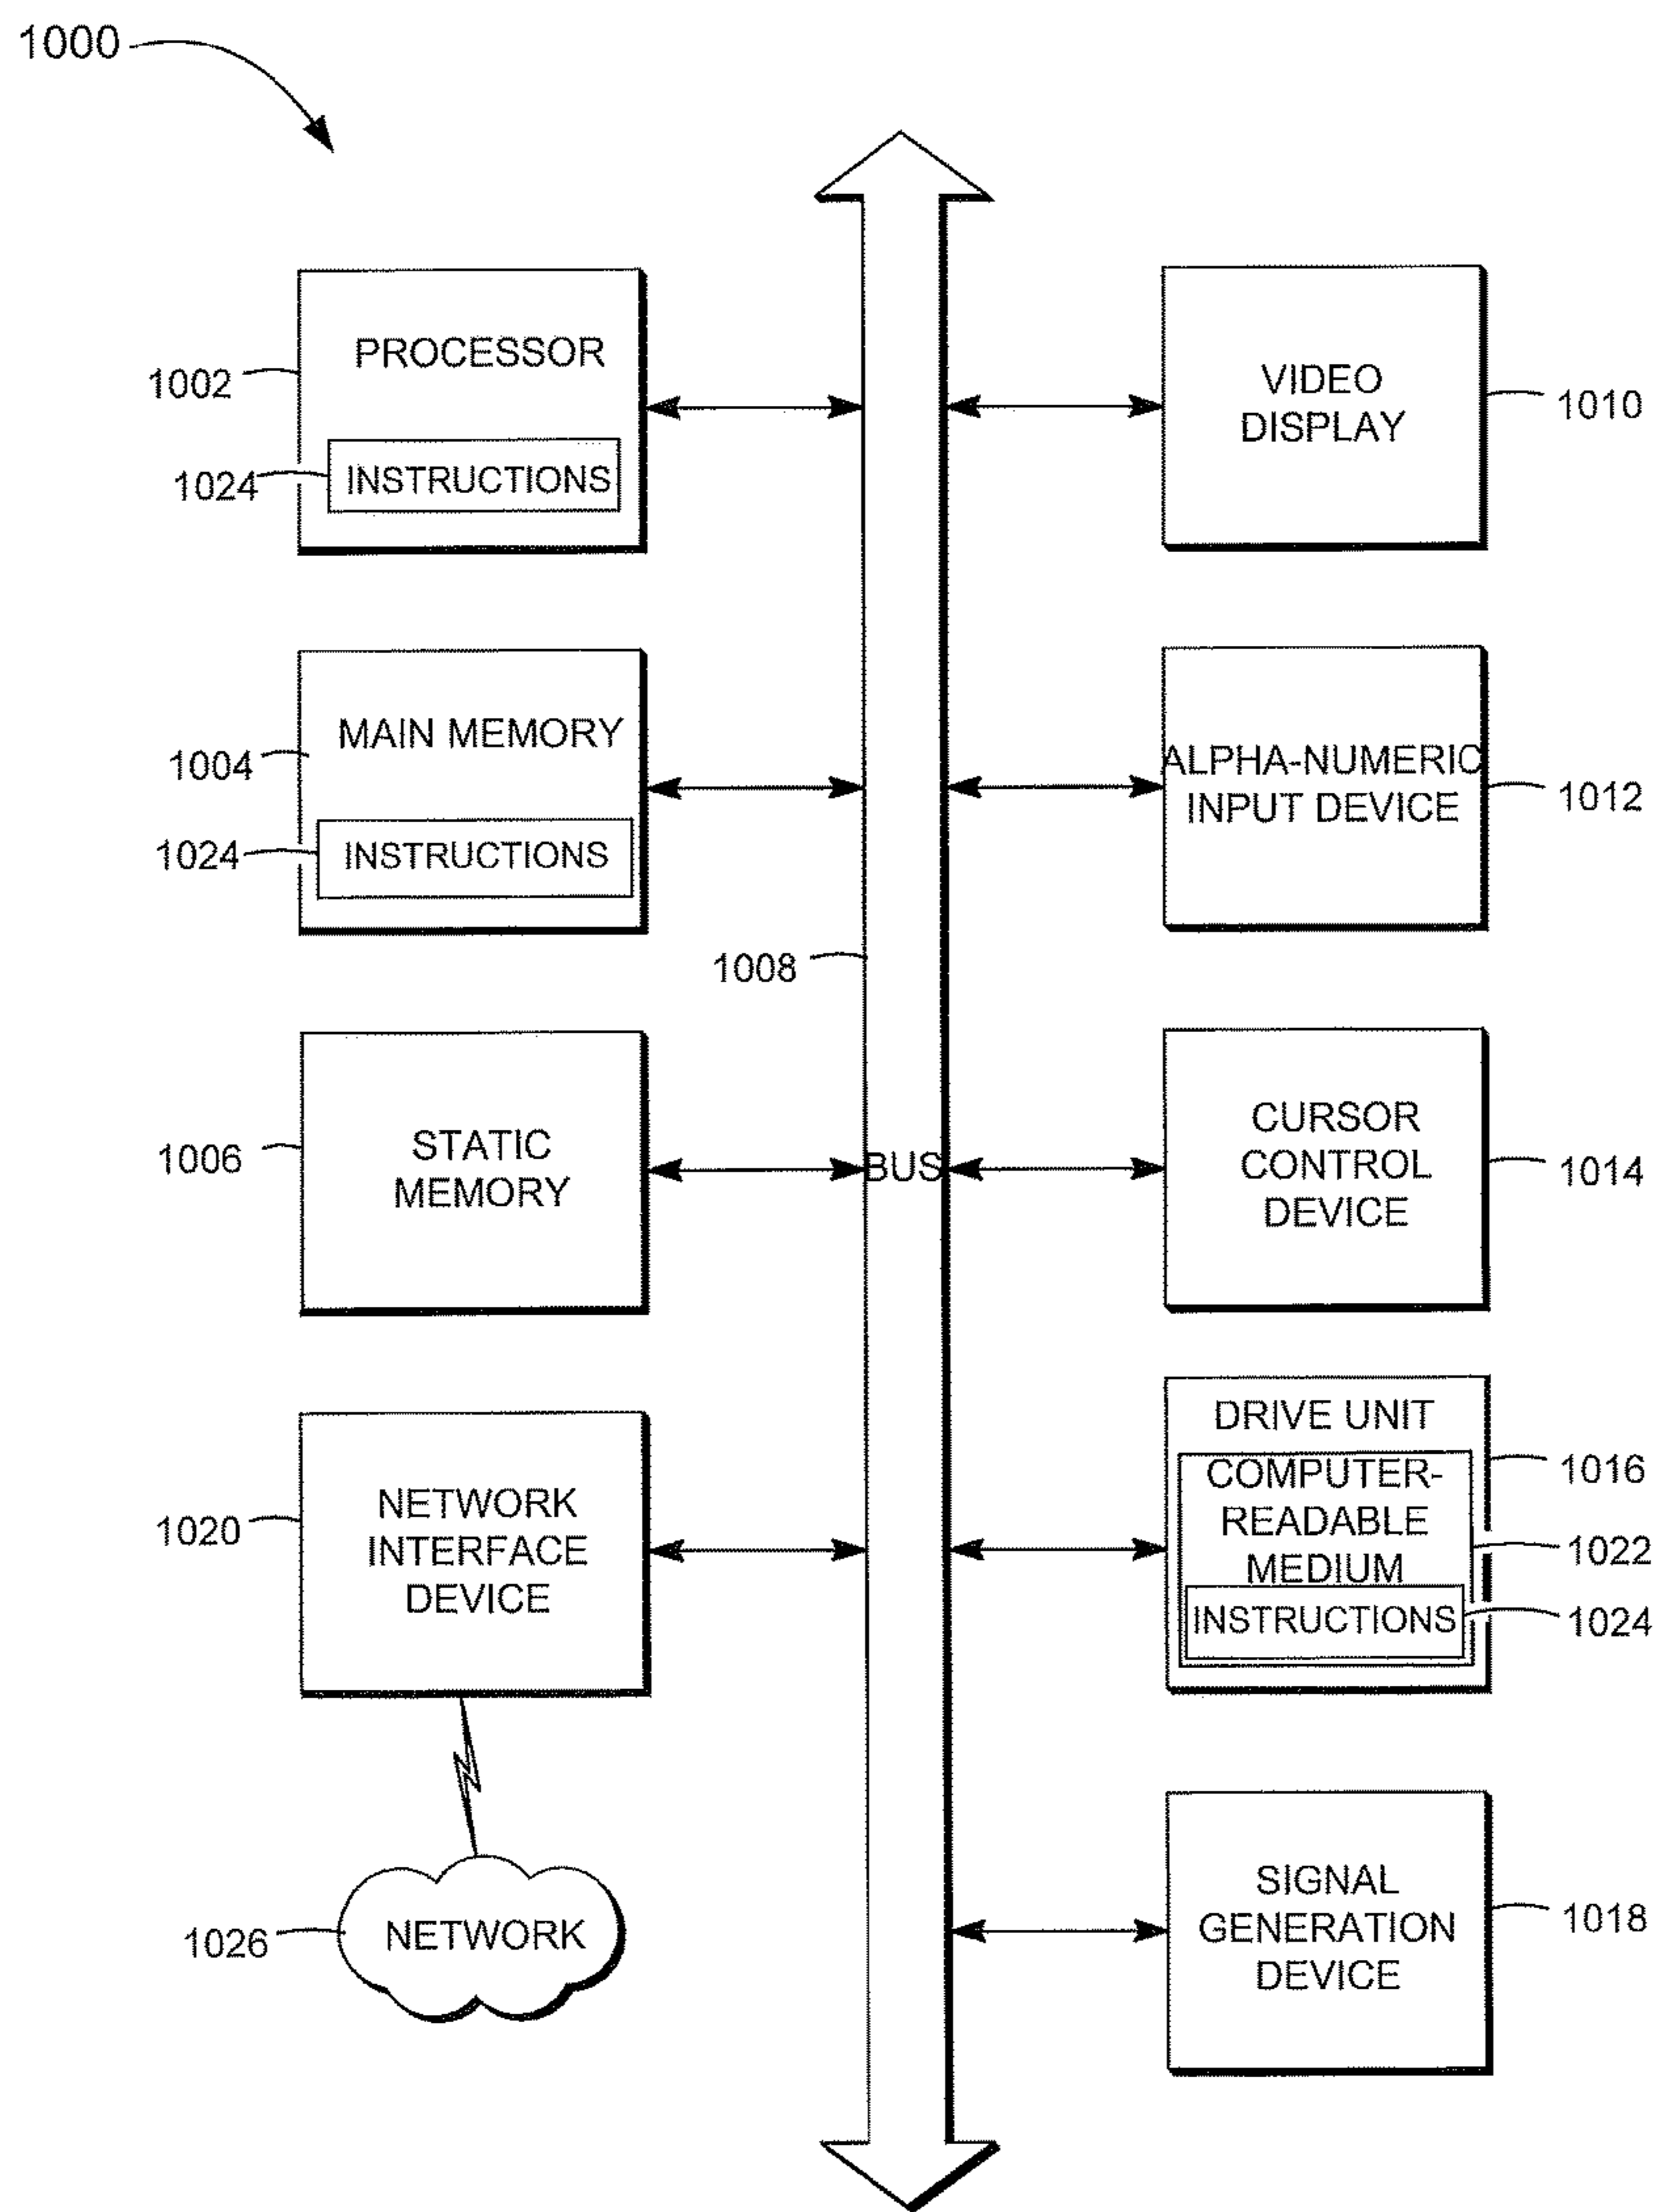 1000
PROCESSOR
1002
1024
INSTRUCTIONS
MAIN MEMORY
1004
1024
INSTRUCTIONS
1008
STATIC
MEMORY
1006
NETWORK
INTERFACE
DEVICE
1020
NETWORK
1026
BUS
VIDEO
DISPLAY
1010
ALPHA-NUMERIC
INPUT DEVICE
1012
CURSOR
CONTROL
DEVICE
1014
DRIVE UNIT
1016
COMPUTER-
READABLE
MEDIUM
1022
INSTRUCTIONS
1024
SIGNAL
GENERATION
DEVICE
1018